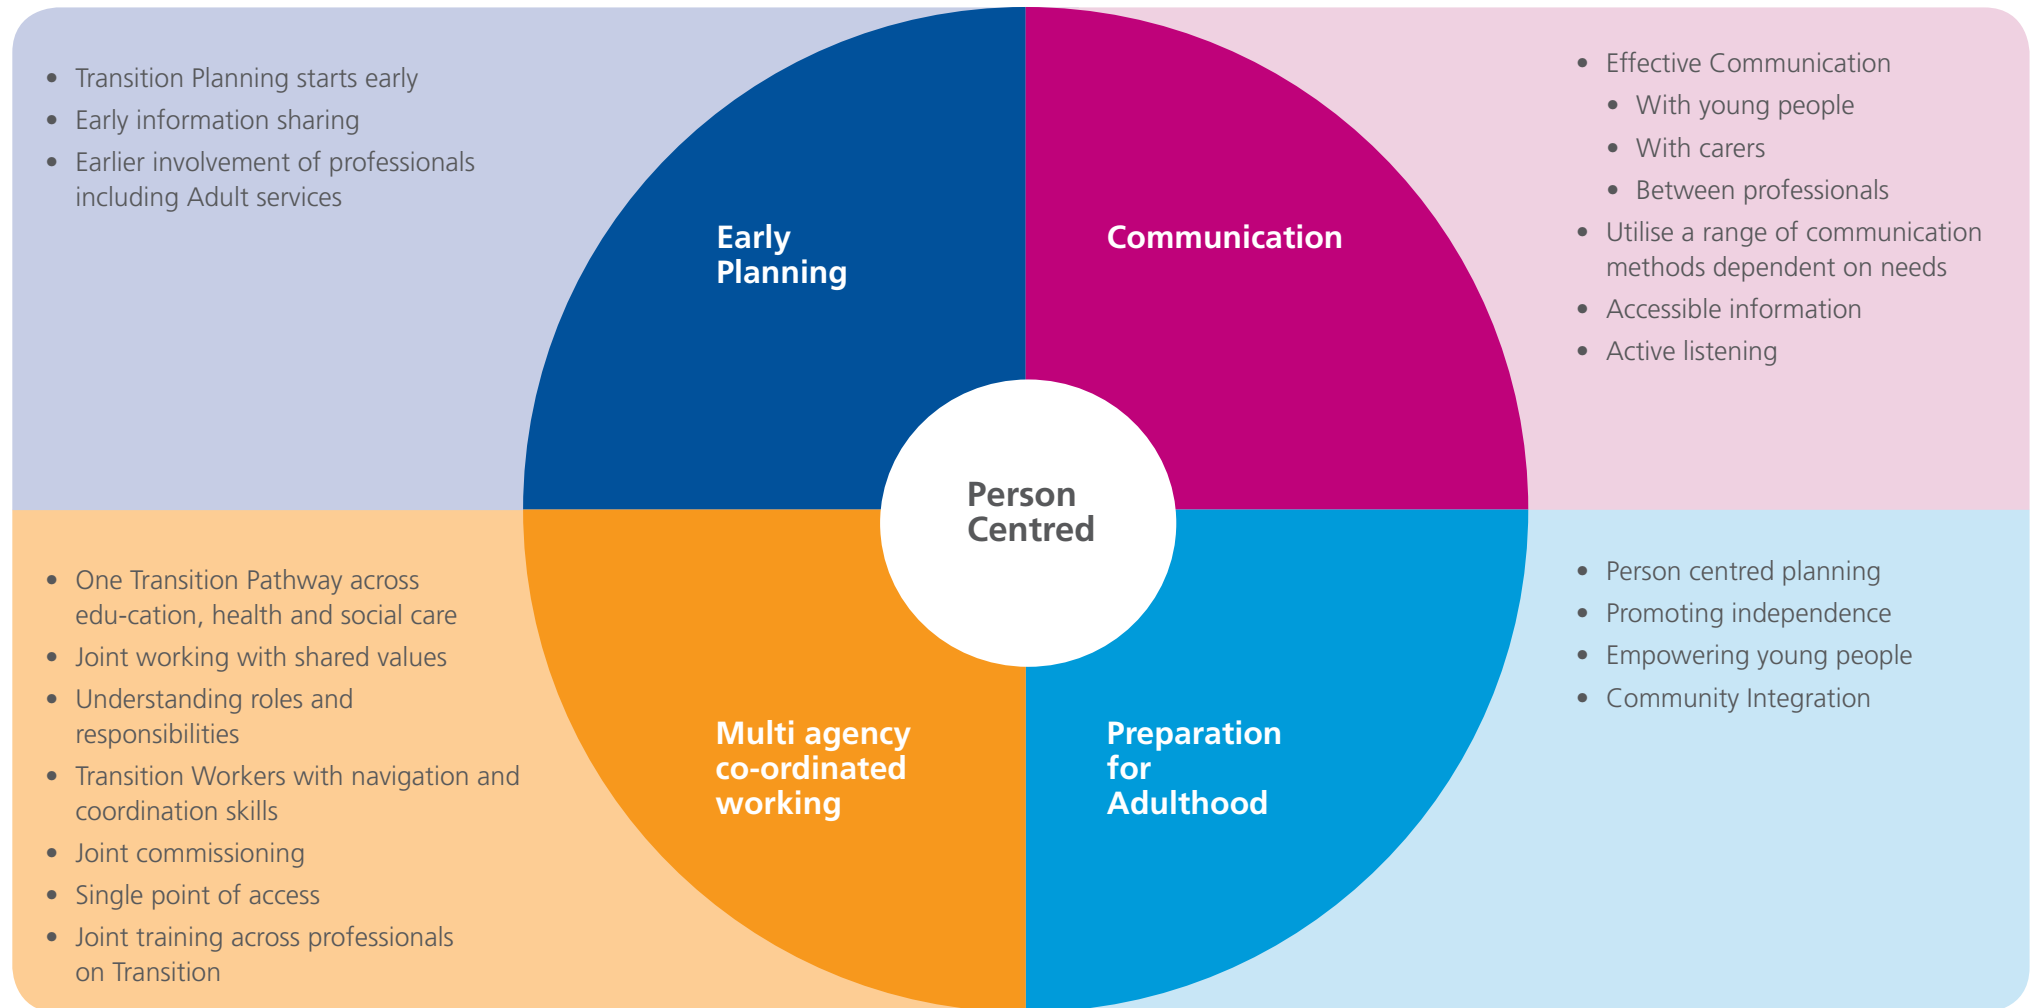 • Transition Planning starts early
• Early information sharing
• Earlier involvement of professionals
including Adult services
Early
Planning
Communication
• Effective Communication
• With young people
• With carers
• Between professionals
• Utilise a range of communication
methods dependent on needs
• Accessible information
• Active listening
Person
Centred
• One Transition Pathway across
edu-cation, health and social care
• Joint working with shared values
• Understanding roles and
responsibilities
• Transition Workers with navigation and
coordination skills
• Joint commissioning
• Single point of access
• Joint training across professionals
on Transition
Multi agency
co-ordinated
working
Preparation
for
Adulthood
• Person centred planning
• Promoting independence
• Empowering young people
• Community Integration